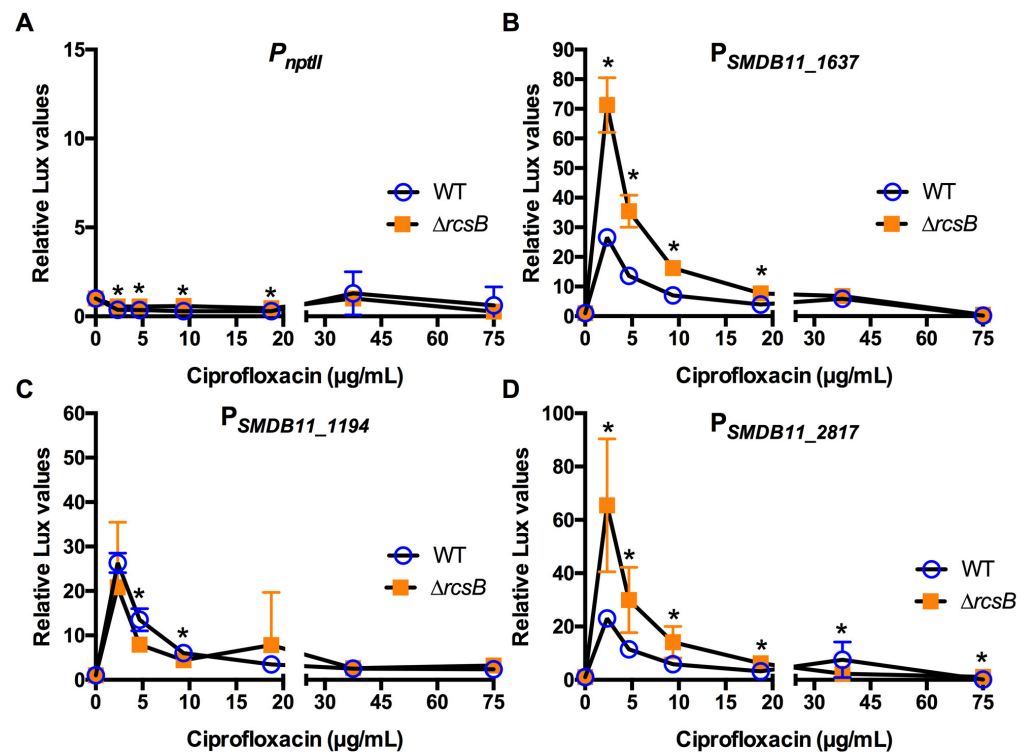 A
P_nptII
Relative Lux values
15
10
5
0
WT
ΔrcsB
0 5 10 15 20 30 45 60 75
Ciprofloxacin (µg/mL)
* * * *
B
P_SMDB11_1637
Relative Lux values
90
80
70
60
50
40
30
20
10
0
WT
ΔrcsB
* * * *
0 5 10 15 20 30 45 60 75
Ciprofloxacin (µg/mL)
C
P_SMDB11_1194
Relative Lux values
60
50
40
30
20
10
0
WT
ΔrcsB
* *
0 5 10 15 20 30 45 60 75
Ciprofloxacin (µg/mL)
D
P_SMDB11_2817
Relative Lux values
100
80
60
40
20
0
WT
ΔrcsB
* * * * * *
0 5 10 15 20 30 45 60 75
Ciprofloxacin (µg/mL)